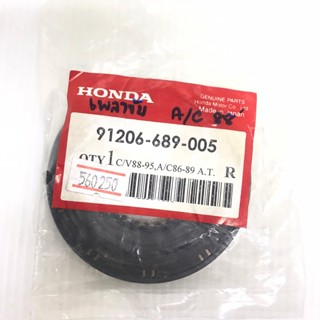 HONDA
GENUINE PARTS
Honda Motor Co., Ltd.
Made in Japan
เพลาขับ A/C 88
91206-689-005
QTY 1 C/V88-95,A/C86-89 A.T. R
560250